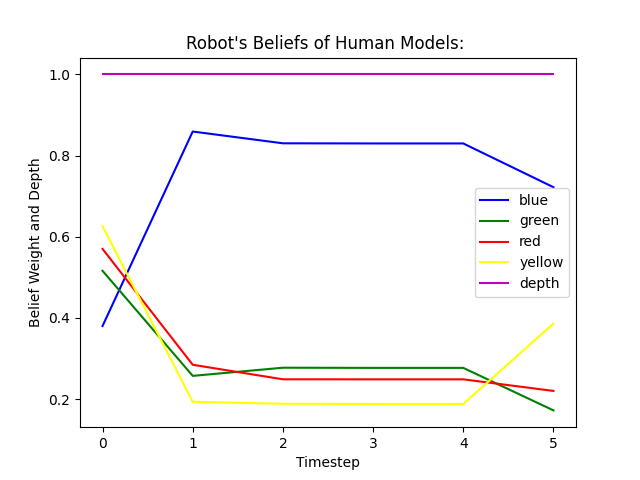 Robot's Beliefs of Human Models:
Belief Weight and Depth
1.0
0.8
0.6
0.4
0.2
blue
green
red
yellow
depth
0 1 2 3 4 5
Timestep